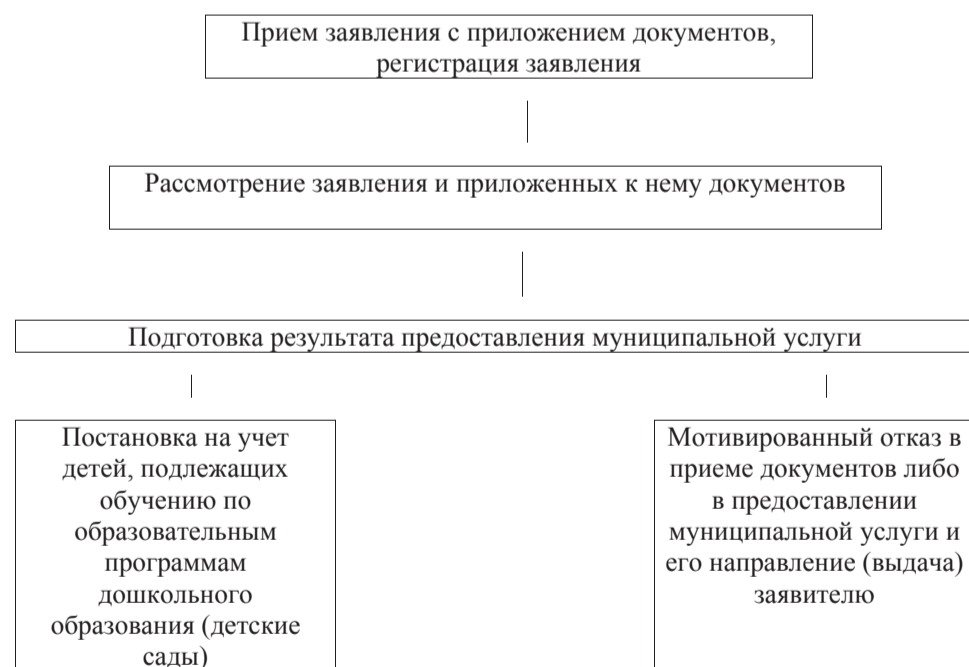 Прием заявления с приложением документов,
регистрация заявления
Рассмотрение заявления и приложенных к нему документов
Подготовка результата предоставления муниципальной услуги
Постановка на учет
детей, подлежащих
обучению по
образовательным
программам
дошкольного
образования (детские
сады)
Мотивированный отказ в
приеме документов либо
в предоставлении
муниципальной услуги и
его направление (выдача)
заявителю